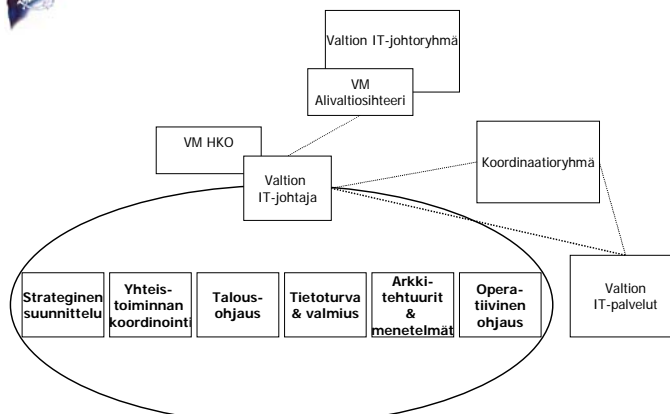 Valtion IT-johtoryhmä
VM
Alivaltiosihteeri
VM HKO
Valtion
IT-johtaja
Koordinaatioryhmä
Strateginen
suunnittelu
Yhteis-
toiminnan
koordinointi
Talous-
ohjaus
Tietoturva
& valmius
Arkki-
tehtuurit
&
menetelmät
Opera-
tiivinen
ohjaus
Valtion
IT-palvelut